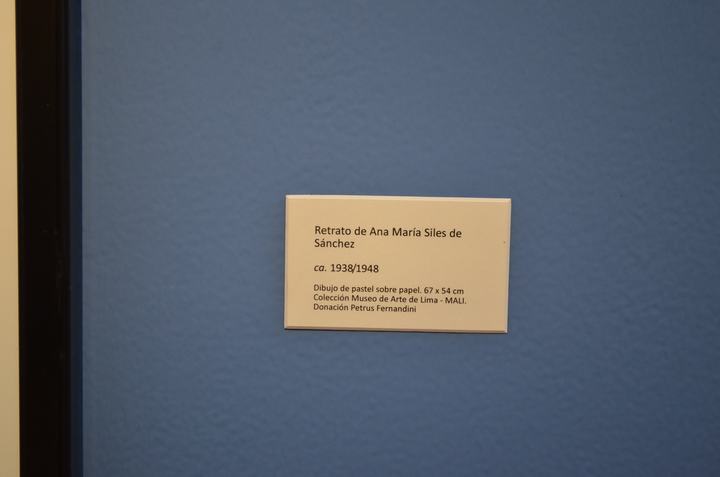 Retrato de Ana María Siles de
Sánchez
ca. 1938/1948
Dibujo de pastel sobre papel. 67 x 54 cm
Colección Museo de Arte de Lima - MALI.
Donación Petrus Fernandini